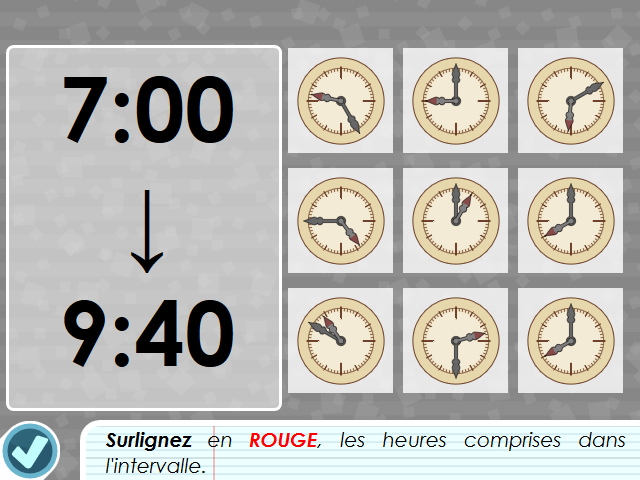 7:00
↓
9:40
Surlignez en ROUGE, les heures comprises dans
l'intervalle.